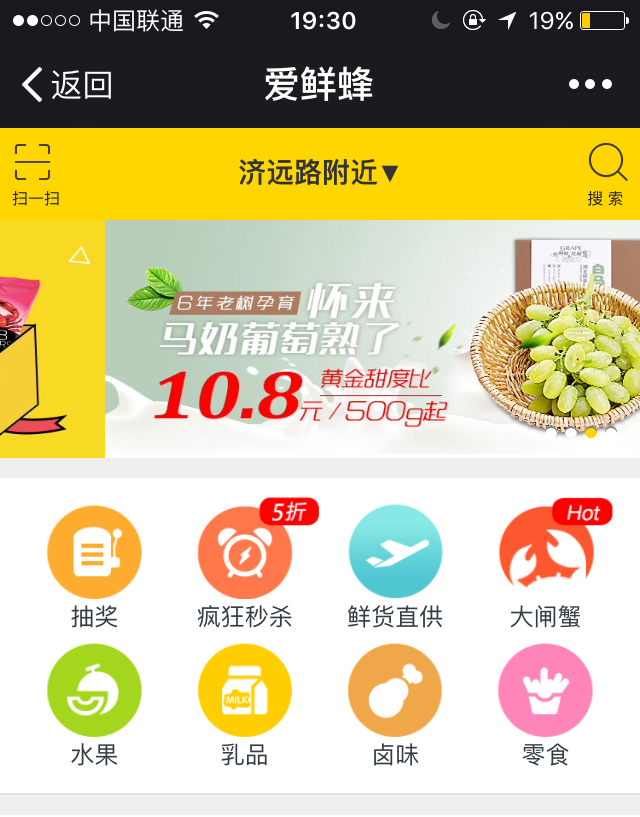 中国联通
19:30
19%
返回
爱鲜蜂
扫一扫
济远路附近▼
搜索
GRAPE
6年老树孕育 怀来
马奶葡萄熟了
10.8元/500g起
黄金甜度比
5折
Hot
抽奖
疯狂秒杀
鲜货直供
大闸蟹
MILK
水果
乳品
卤味
零食